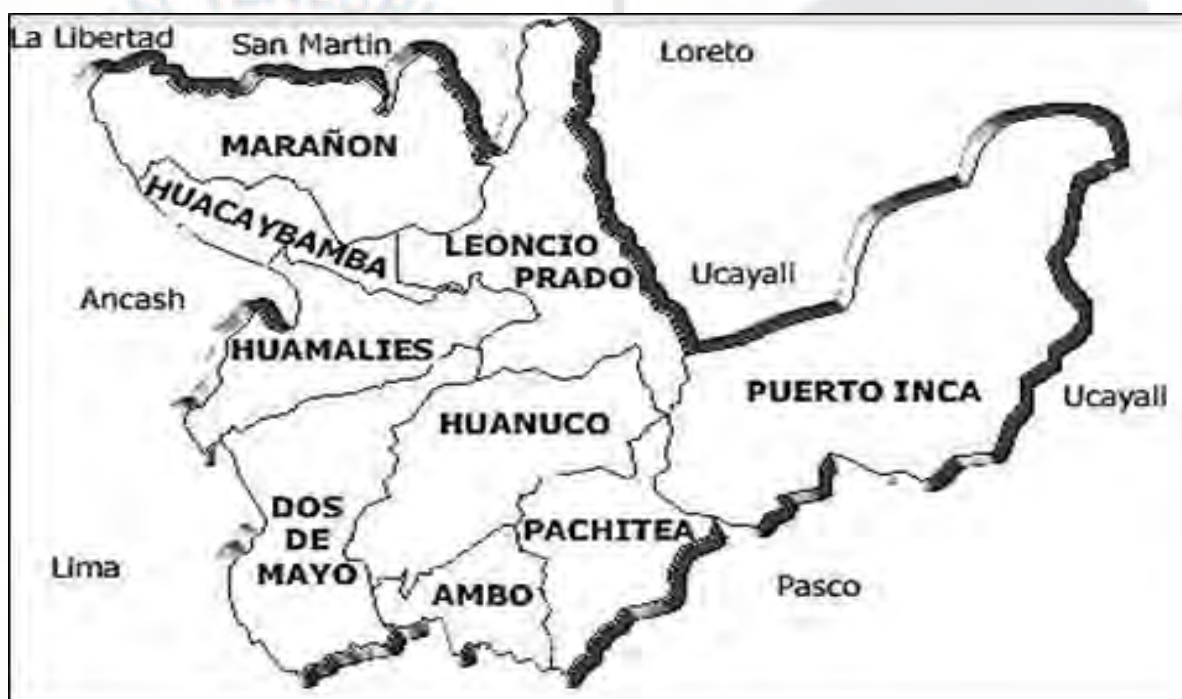 La Libertad
San Martin
Loreto
MARAÑON
HUACAYBAMBA
LEONCIO
PRADO
Ucayali
Ancash
HUAMALIES
PUERTO INCA
Ucayali
HUANUCO
DOS
DE
MAYO
PACHITEA
Lima
AMBO
Pasco